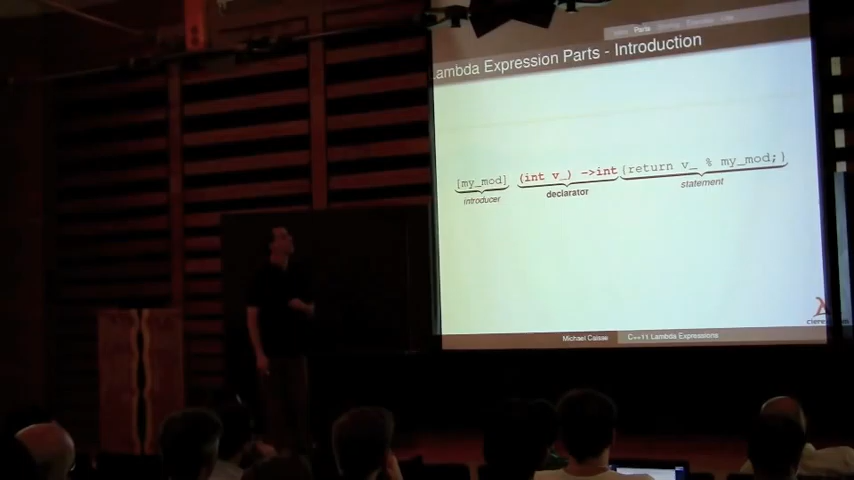 Parts
Lambda Expression Parts - Introduction
[my_mod] (int v_) ->int {return v_ % my_mod;}
introducer declarator statement
Michael Caisse C++11 Lambda Expressions